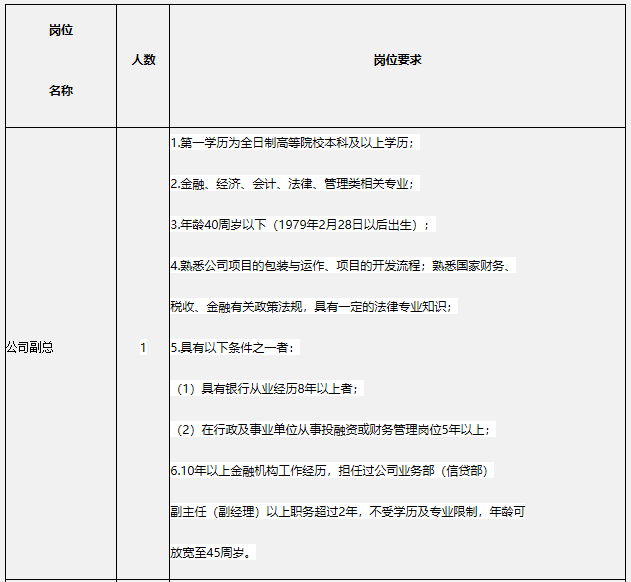 岗位
名称
人数
岗位要求
公司副总
1
1.第一学历为全日制高等院校本科及以上学历；
2.金融、经济、会计、法律、管理类相关专业；
3.年龄40周岁以下（1979年2月28日以后出生）；
4.熟悉公司项目的包装与运作、项目的开发流程；熟悉国家财务、
税收、金融有关政策法规，具有一定的法律专业知识；
5.具有以下条件之一者：
（1）具有银行从业经历8年以上者；
（2）在行政及事业单位从事投融资或财务管理岗位5年以上；
6.10年以上金融机构工作经历，担任过公司业务部（信贷部）
副主任（副经理）以上职务超过2年，不受学历及专业限制，年龄可
放宽至45周岁。